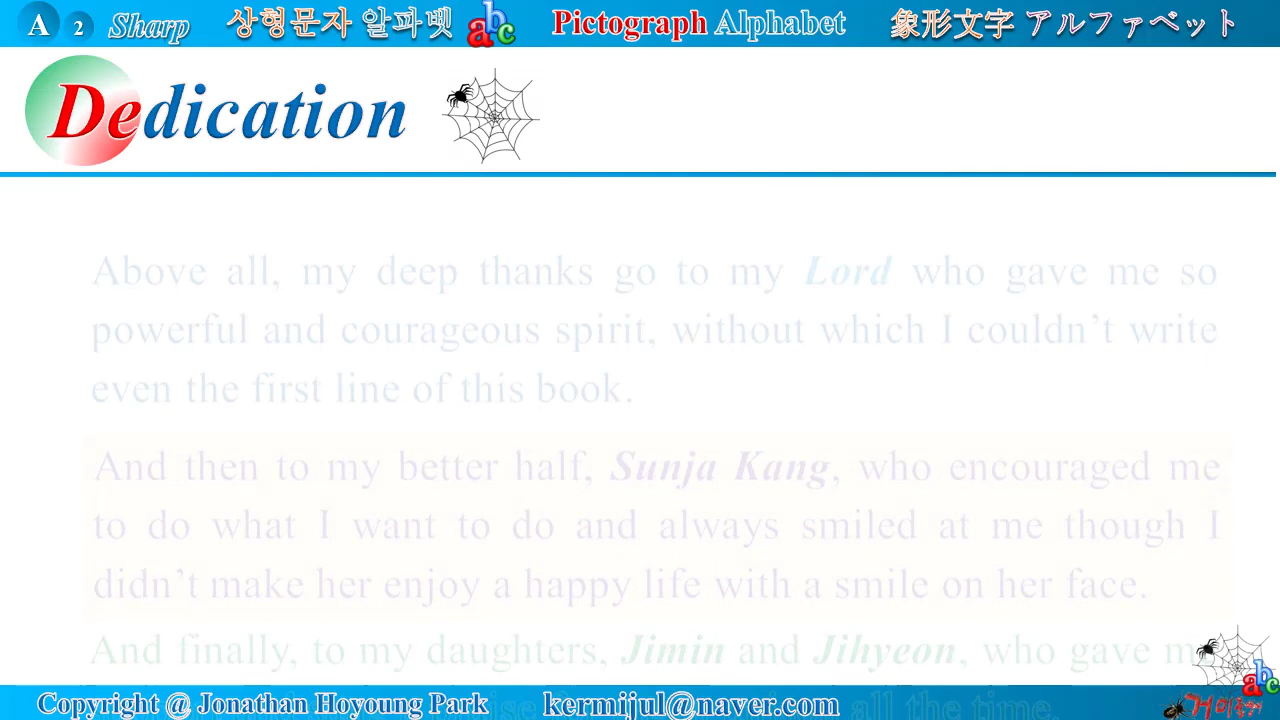 A 2 Sharp 상형문자 알파벳 abc Pictograph Alphabet 象形文字 アルファベット
Dedication
Above all, my deep thanks go to my Lord who gave me so
powerful and courageous spirit, without which I couldn't write
even the first line of this book.
And then to my better half, Sunja Kang, who encouraged me
to do what I want to do and always smiled at me though I
didn't make her enjoy a happy life with a smile on her face.
And finally, to my daughters, Jimin and Jihyeon, who gave me
all the time.
abc
Copyright @ Jonathan Hoyoung Park kermijul@naver.com